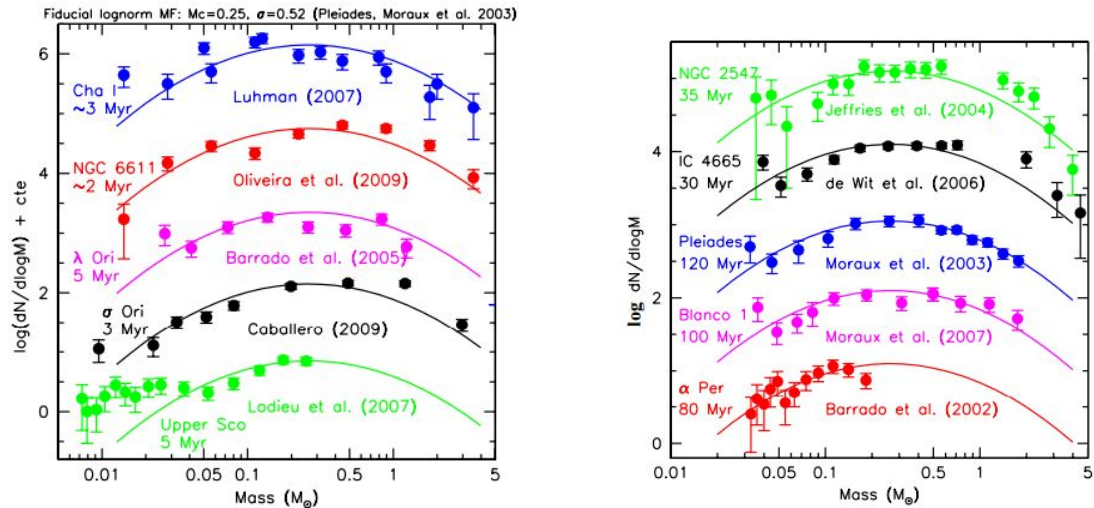 Fiducial lognorm MF: Mc=0.25, σ=0.52 (Pleiades, Moraux et al. 2003)
log(dN/dlogM) + cte
6
4
2
0
Cha I
~3 Myr
Luhman (2007)
NGC 6611
~2 Myr
Oliveira et al. (2009)
λ Ori
5 Myr
Barrado et al. (2005)
σ Ori
3 Myr
Caballero (2009)
Upper Sco
5 Myr
Lodieu et al. (2007)
0.01 0.05 0.1 0.5 1 5
Mass (M☉)
log dN/dlogM
4
2
0
NGC 2547
35 Myr
Jeffries et al. (2004)
IC 4665
30 Myr
de Wit et al. (2006)
Pleiades
120 Myr
Moraux et al. (2003)
Blanco 1
100 Myr
Moraux et al. (2007)
α Per
80 Myr
Barrado et al. (2002)
0.01 0.05 0.1 0.5 1 5
Mass (M☉)